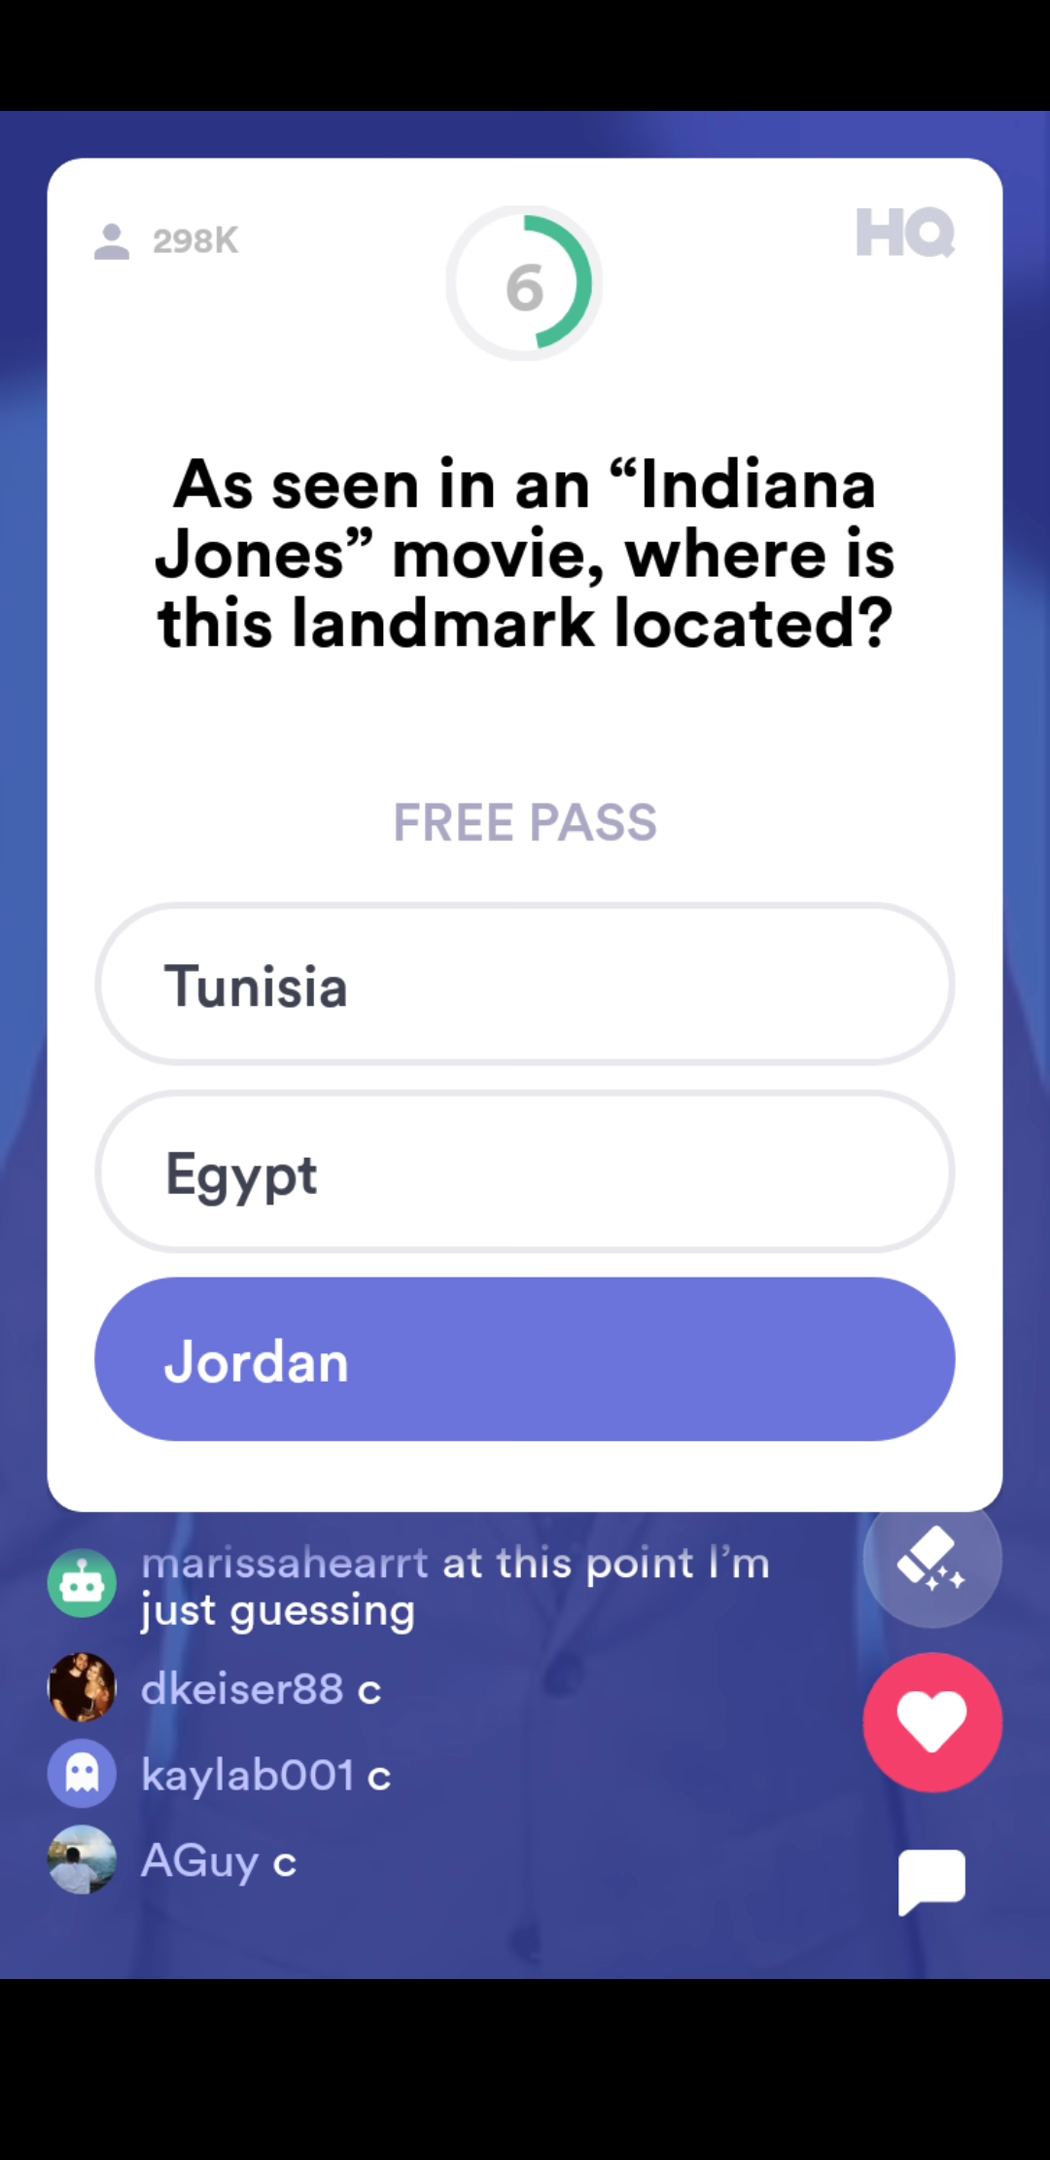 298K
6
HQ
As seen in an “Indiana
Jones” movie, where is
this landmark located?
FREE PASS
Tunisia
Egypt
Jordan
marissahearrt at this point I’m
just guessing
dkeiser88 c
kaylab001 c
AGuy c